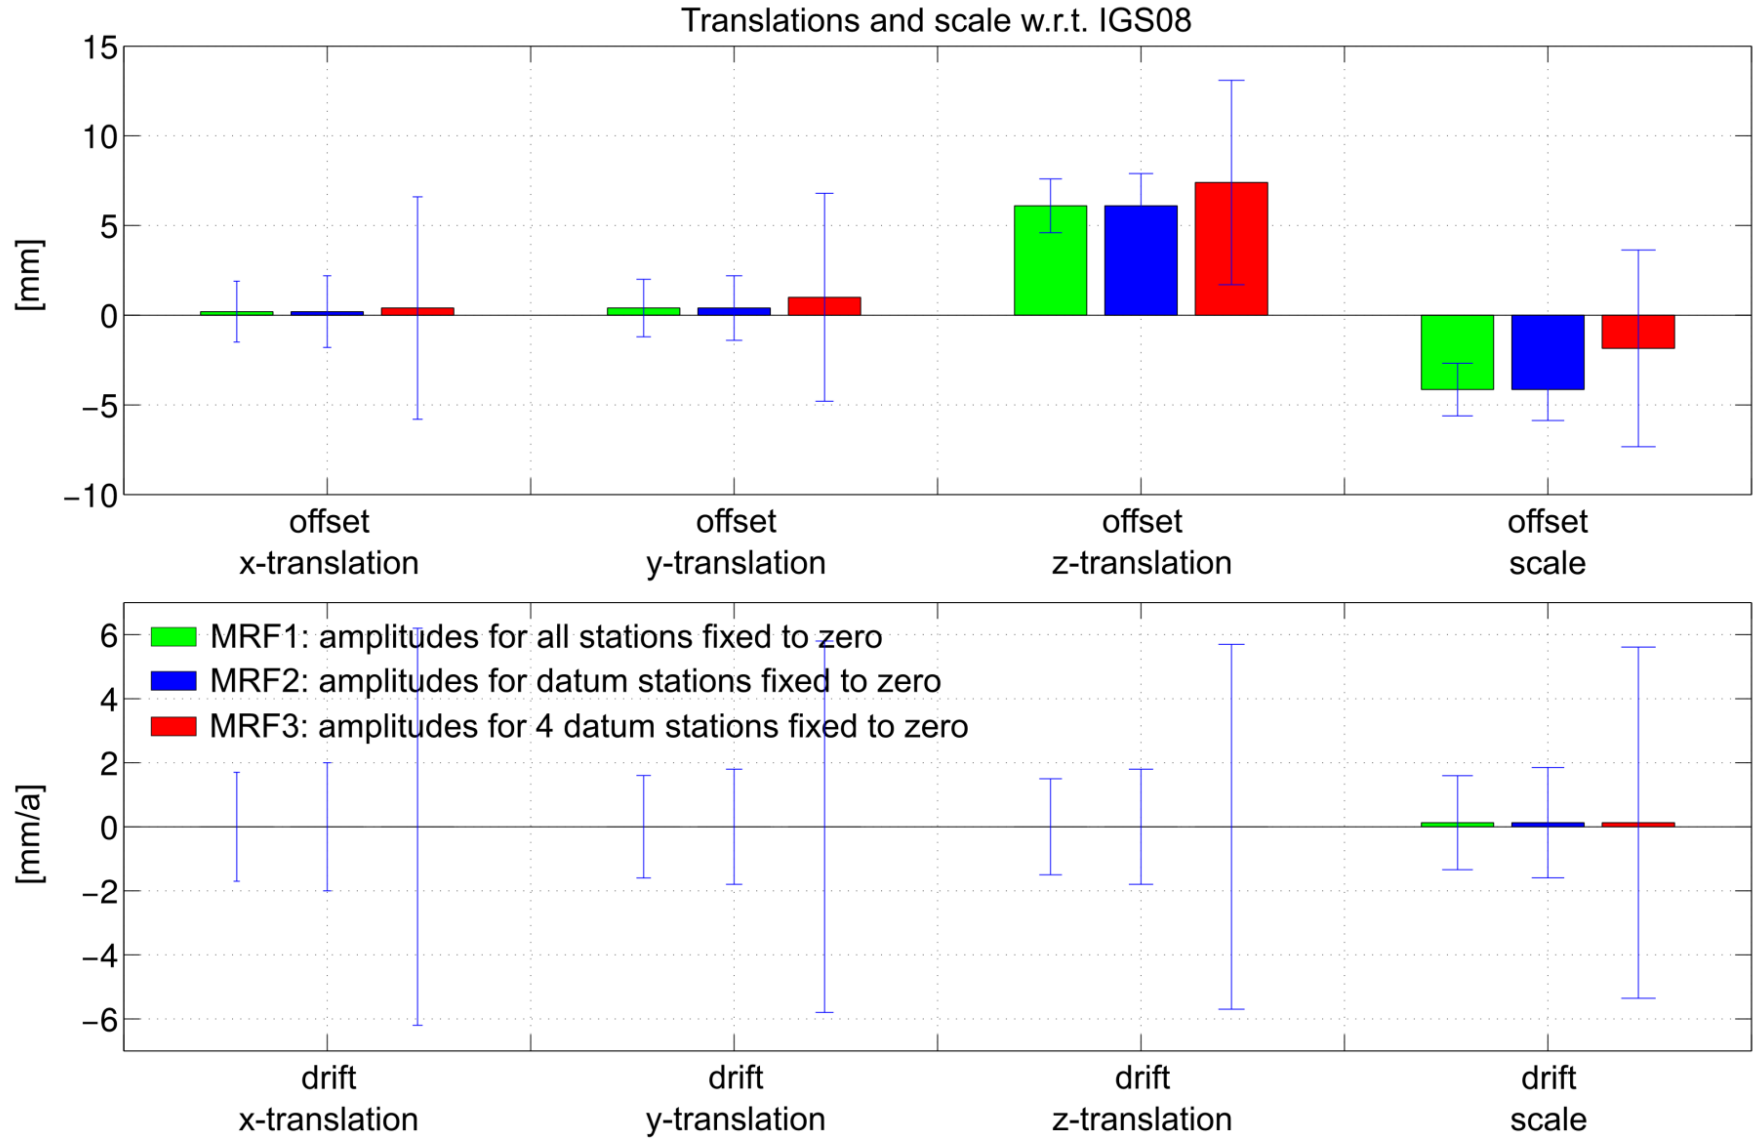 Translations and scale w.r.t. IGS08
15
10
5
0
−5
−10
[mm]
offset offset offset offset
x-translation y-translation z-translation scale
6
4
2
0
−2
−4
−6
[mm/a]
MRF1: amplitudes for all stations fixed to zero
MRF2: amplitudes for datum stations fixed to zero
MRF3: amplitudes for 4 datum stations fixed to zero
drift drift drift drift
x-translation y-translation z-translation scale